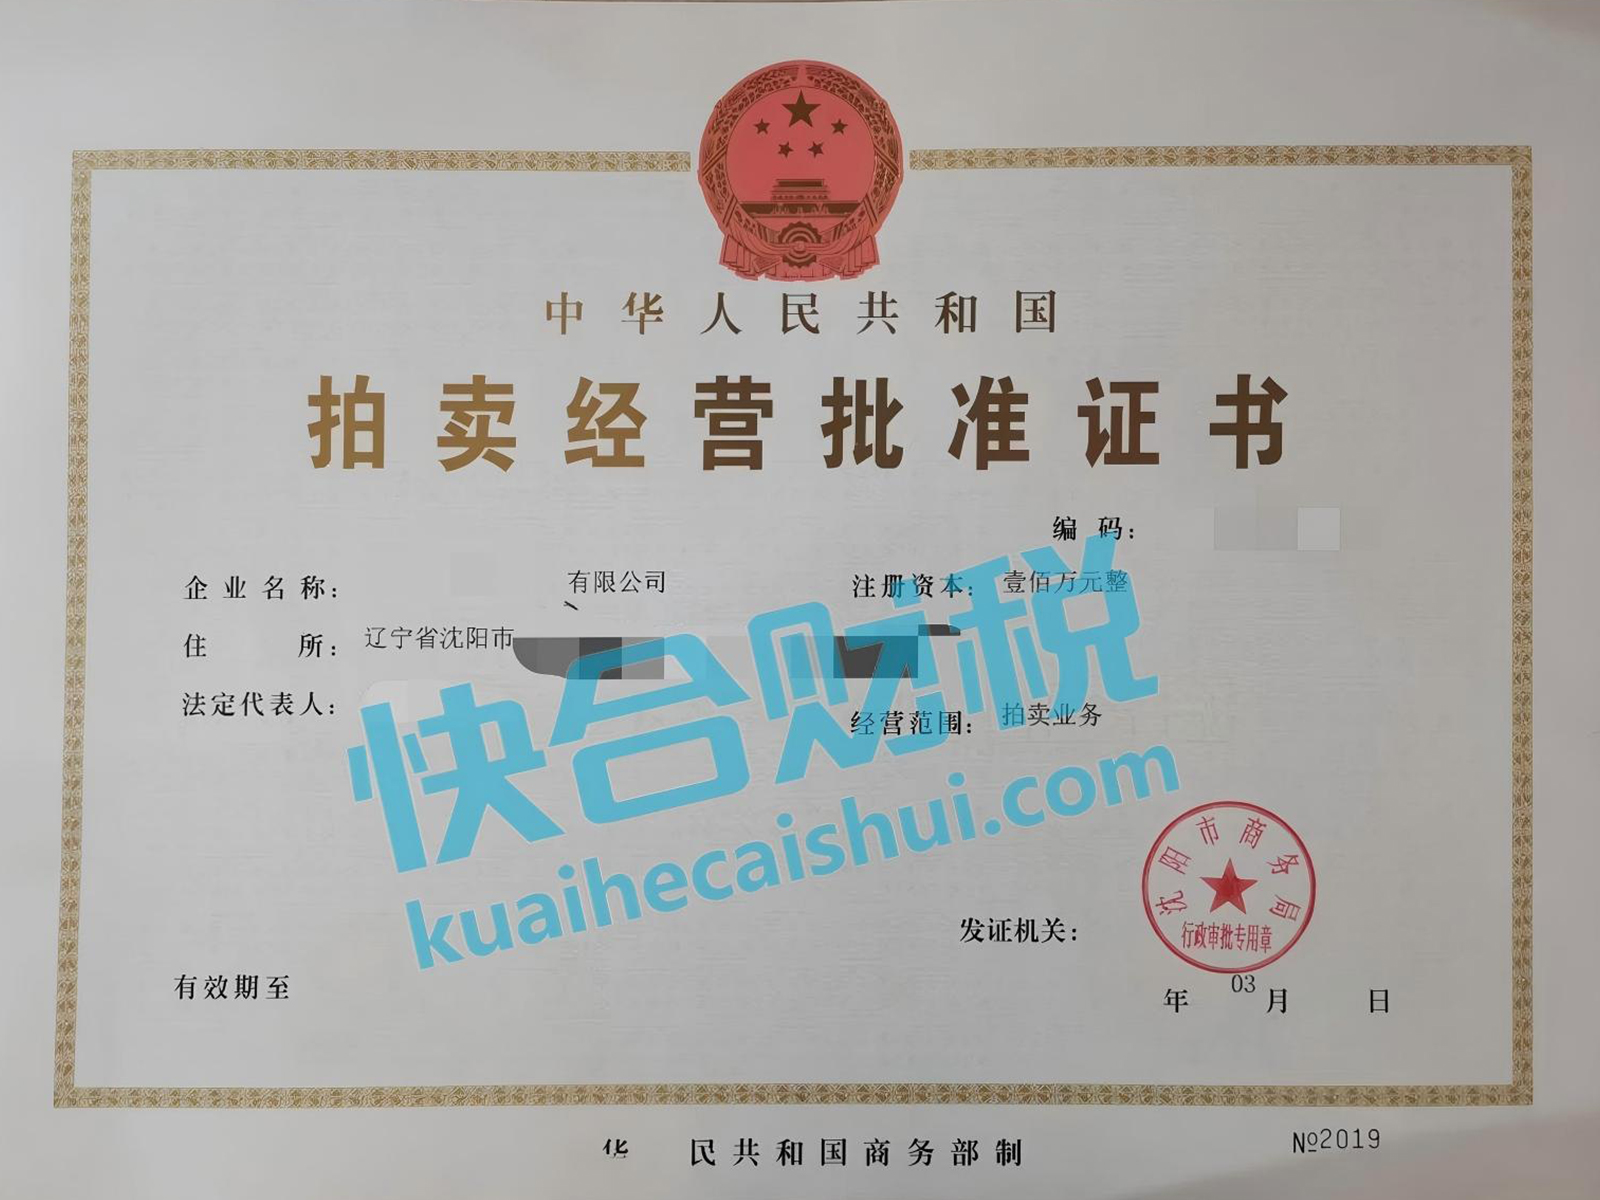 中华人民共和国
拍卖经营批准证书
编 码：
企业名称： 有限公司
注册资本： 壹佰万元整
住 所： 辽宁省沈阳市
法定代表人：
经营范围： 拍卖业务
快合财税
kuaihecaishui.com
沈阳市商务局
行政审批专用章
发证机关：
有效期至
年 03 月 日
华 民共和国商务部制
№2019